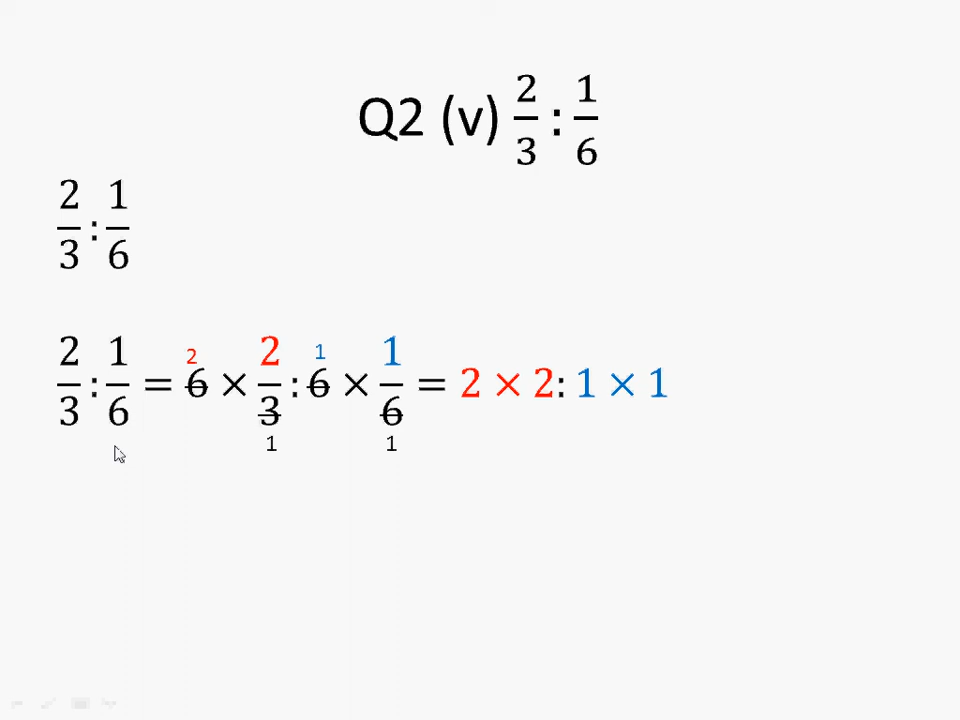 Q2 (v) 2/3 : 1/6
2/3 : 1/6
2/3 : 1/6 = 6̶ 2 × 2/3̶ 1 : 6̶ 1 × 1/6̶ 1 = 2 × 2: 1 × 1